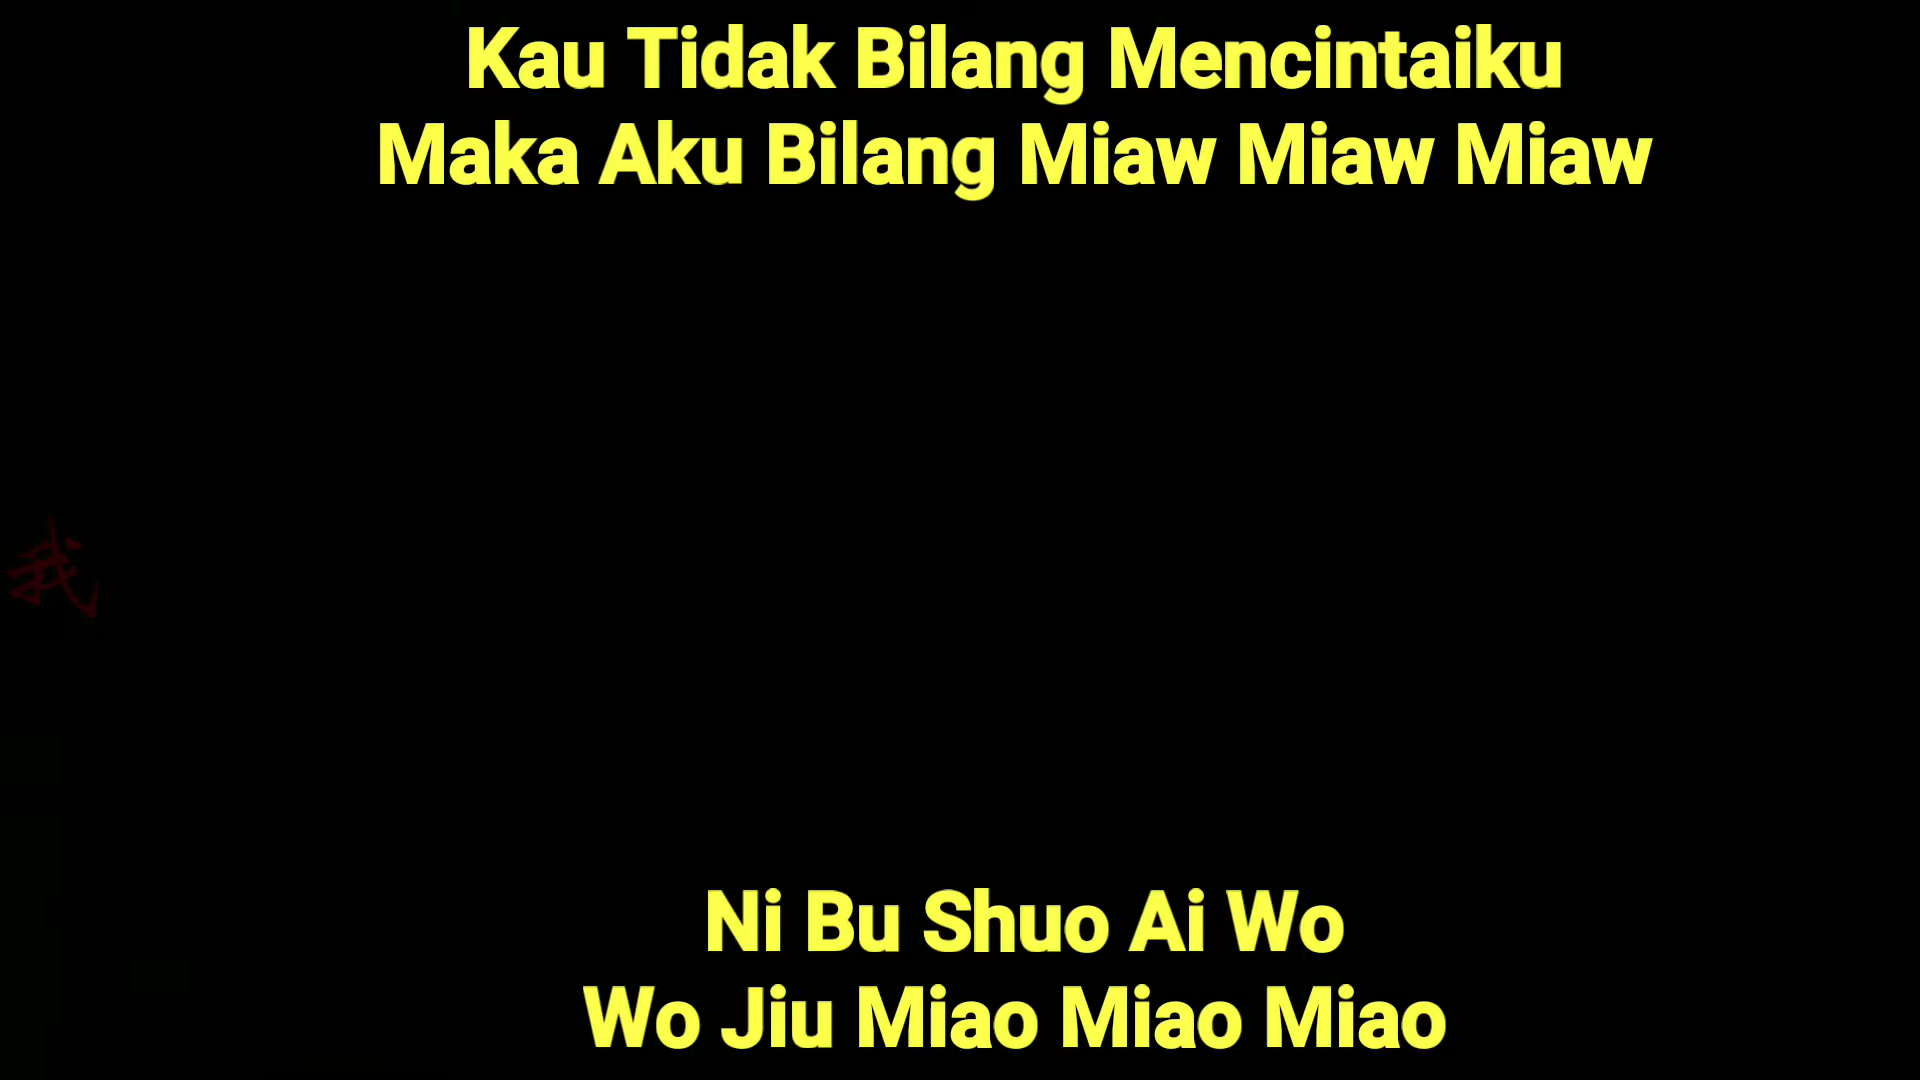 Kau Tidak Bilang Mencintaiku
Maka Aku Bilang Miaw Miaw Miaw
我
Ni Bu Shuo Ai Wo
Wo Jiu Miao Miao Miao